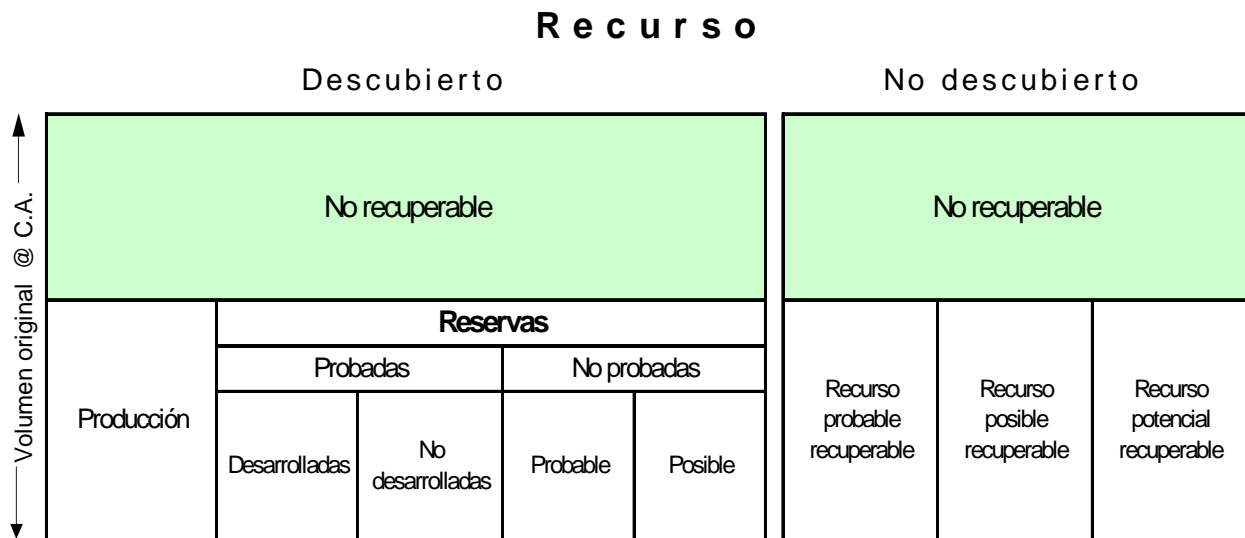 Recurso
Descubierto
No descubierto
Volumen original @ C.A.
No recuperable
No recuperable
Producción
Reservas
Probadas
No probadas
Desarrolladas
No
desarrolladas
Probable
Posible
Recurso
probable
recuperable
Recurso
posible
recuperable
Recurso
potencial
recuperable